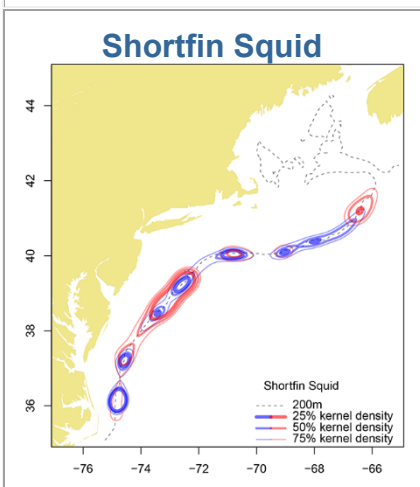 Shortfin Squid
44
42
40
38
36
Shortfin Squid
200m
25% kernel density
50% kernel density
75% kernel density
−76 −74 −72 −70 −68 −66